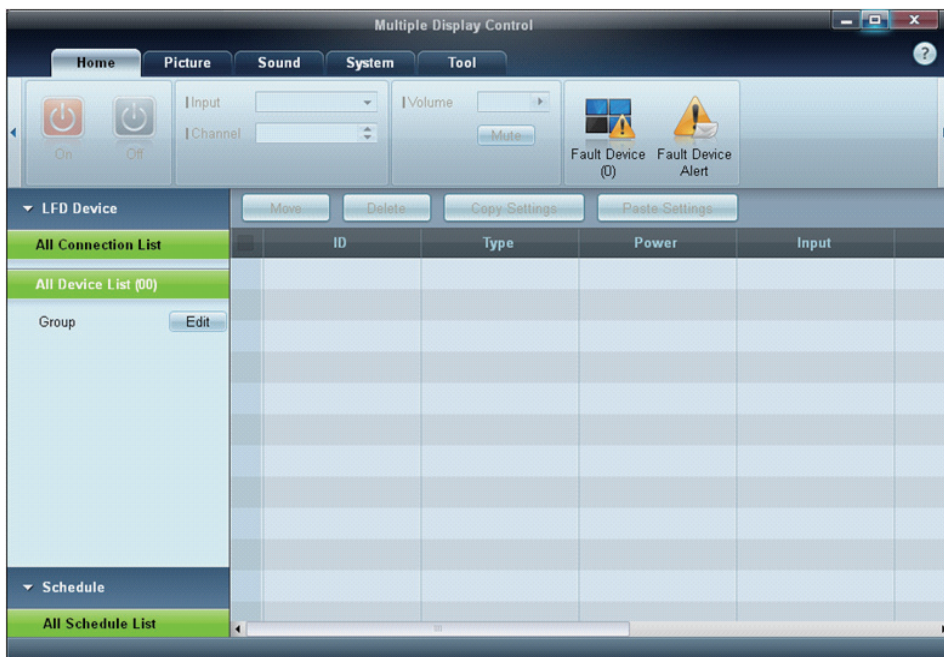 Multiple Display Control
Home Picture Sound System Tool
?
Input
Channel
On Off
Volume
Mute
Fault Device
(0)
Fault Device
Alert
LFD Device
Move Delete Copy Settings Paste Settings
All Connection List
ID Type Power Input
All Device List (00)
Group Edit
Schedule
All Schedule List